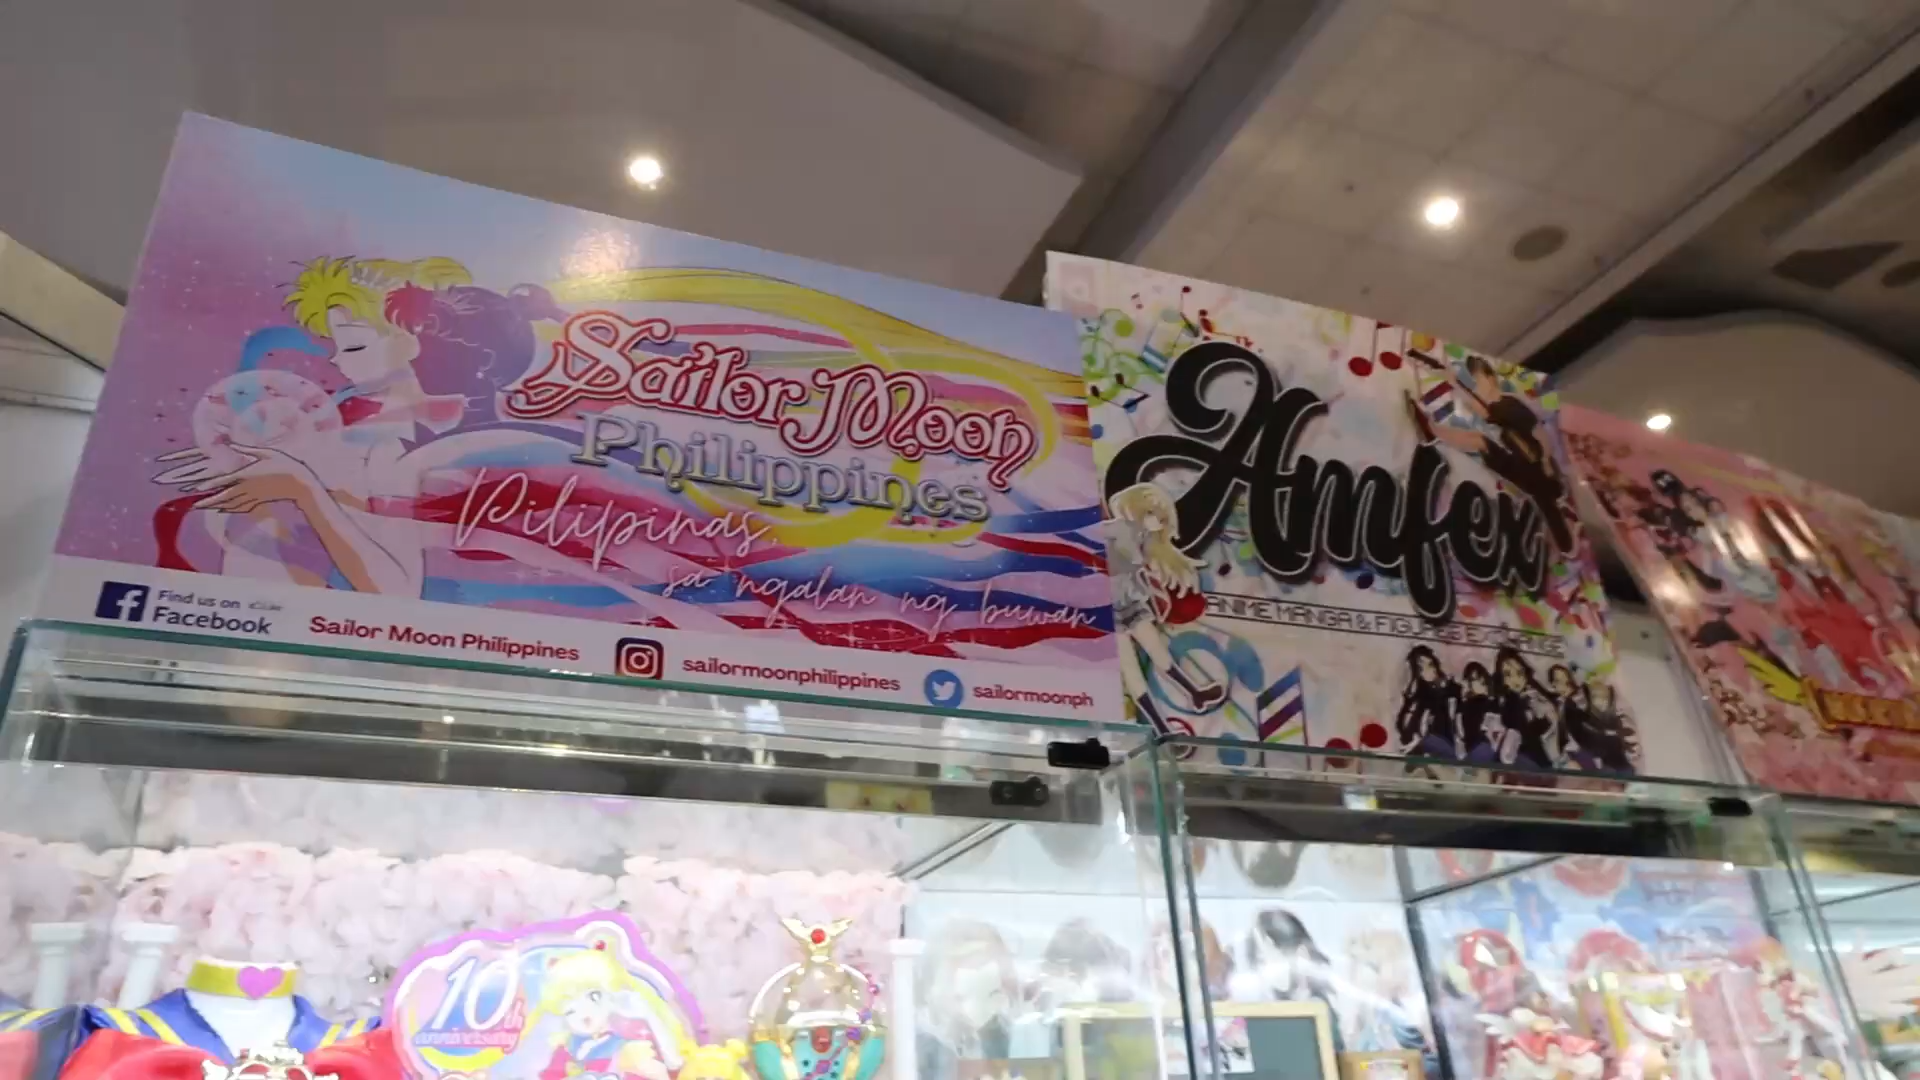 Sailor Moon
Philippines
Pilipinas,
sa ngalan ng buwan
Find us on
Facebook
Sailor Moon Philippines
sailormoonphilippines
sailormoonph
Amfex
ANIME MANGA & FIGURES EXCHANGE
10th
anniversary